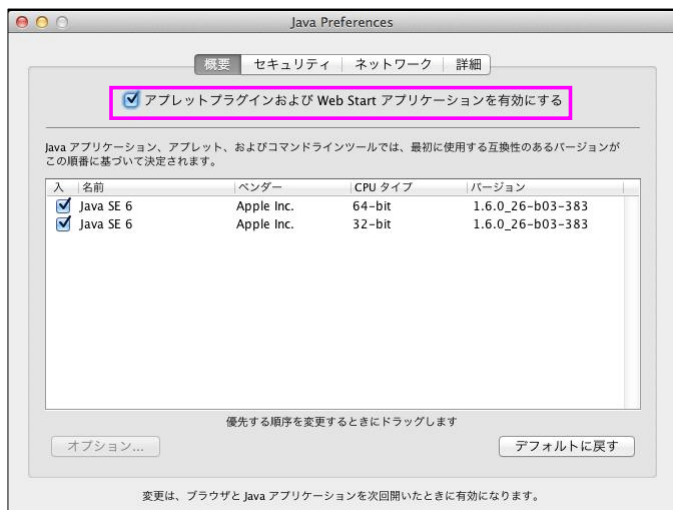 Java Preferences
概要 セキュリティ ネットワーク 詳細
アプレットプラグインおよび Web Start アプリケーションを有効にする
Java アプリケーション、アプレット、およびコマンドラインツールでは、最初に使用する互換性のあるバージョンが
この順番に基づいて決定されます。
入 名前 ベンダー CPU タイプ バージョン
Java SE 6 Apple Inc. 64-bit 1.6.0_26-b03-383
Java SE 6 Apple Inc. 32-bit 1.6.0_26-b03-383
優先する順序を変更するときにドラッグします
オプション... デフォルトに戻す
変更は、ブラウザと Java アプリケーションを次回開いたときに有効になります。